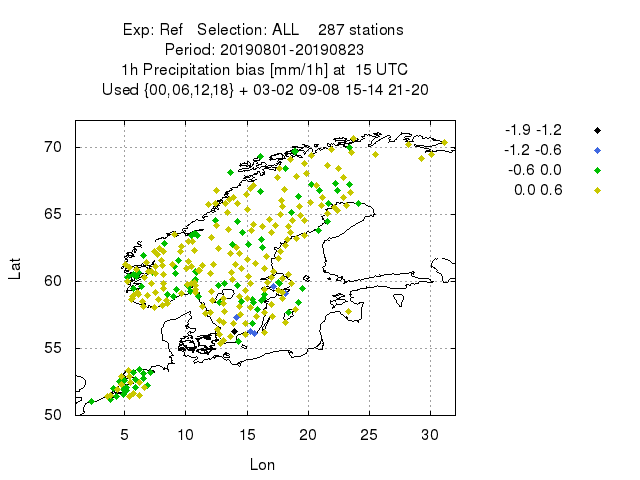 Exp: Ref   Selection: ALL    287 stations
Period: 20190801-20190823
1h Precipitation bias [mm/1h] at  15 UTC
Used {00,06,12,18} + 03-02 09-08 15-14 21-20
-1.9 -1.2
-1.2 -0.6
-0.6 0.0
0.0 0.6
70
65
60
55
50
Lat
5 10 15 20 25 30
Lon